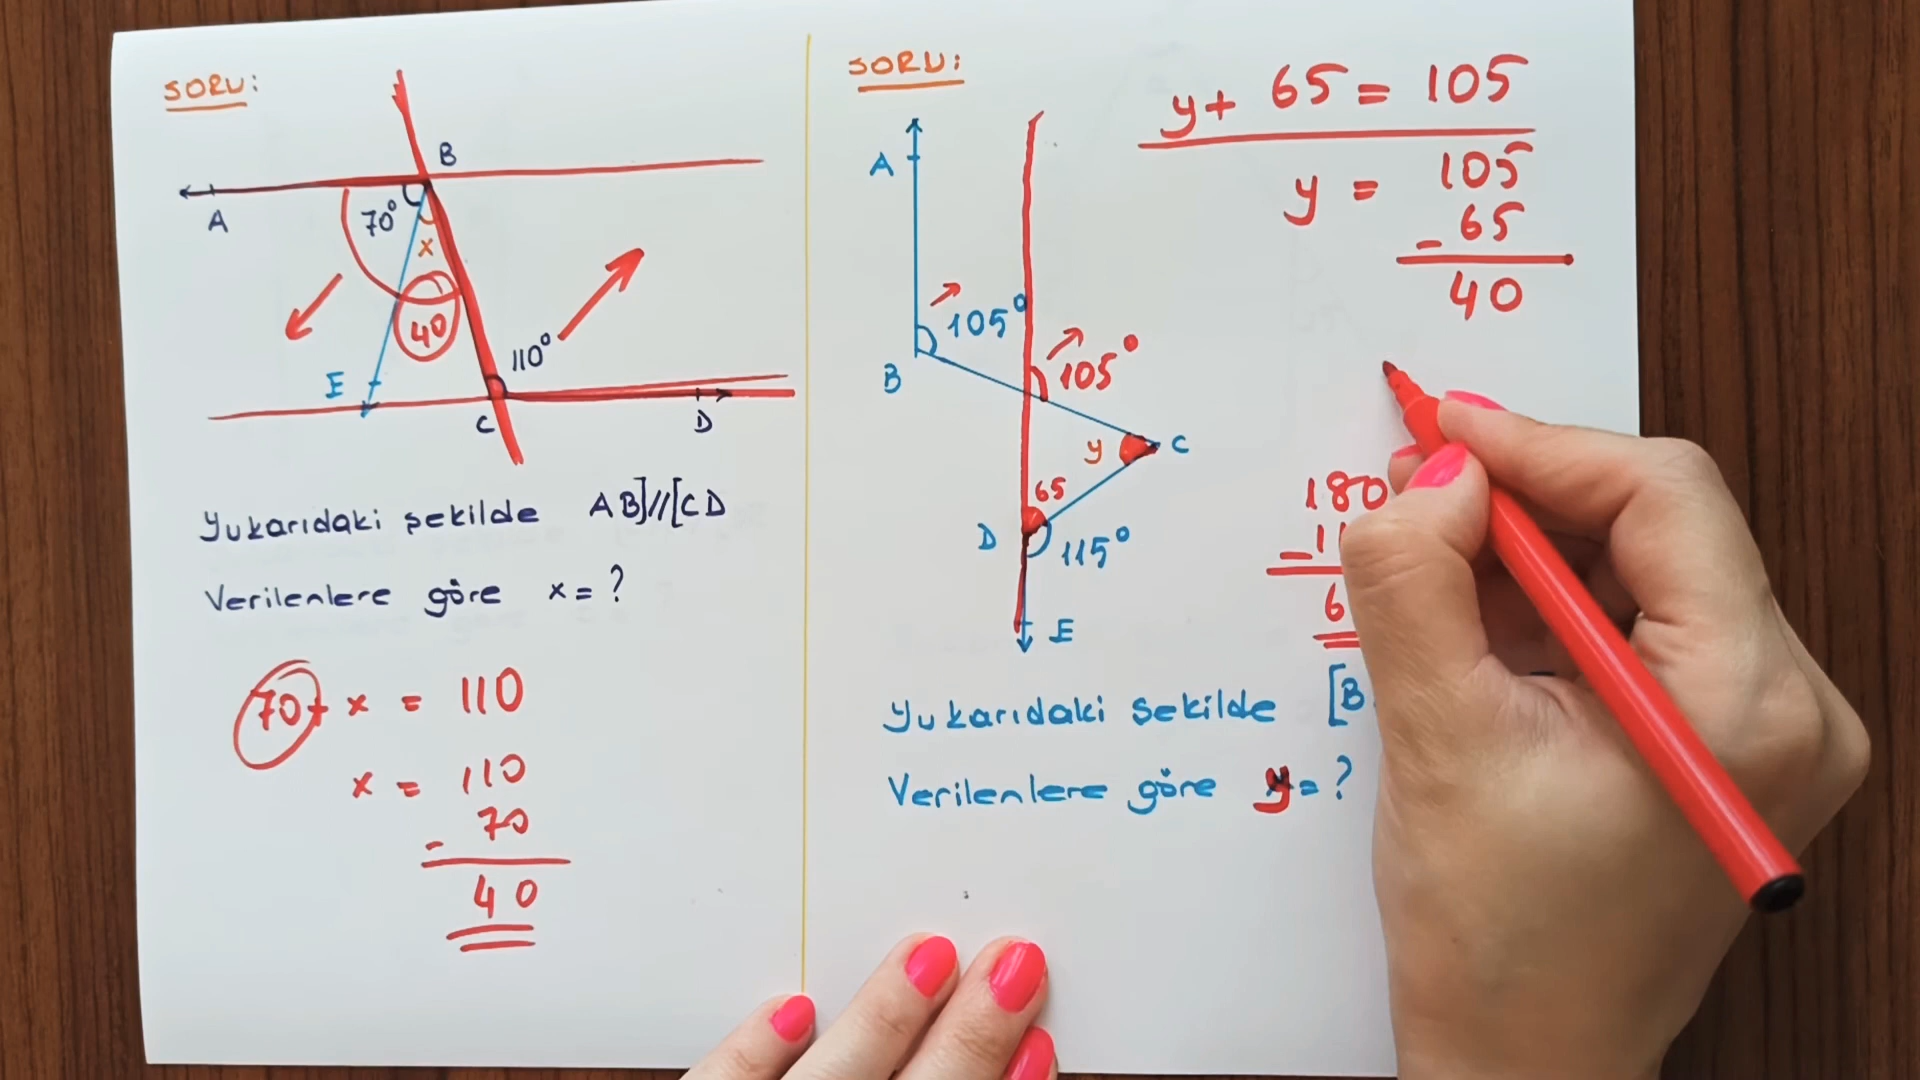 SORU:
B
A
70°
x
40
110°
E
C
D
Yukarıdaki şekilde AB]//[CD
Verilenlere göre x = ?
70+ x = 110
x = 110
- 70
40
SORU:
y + 65 = 105
y = 105
- 65
40
A
105°
105°
B
y
C
65
D
115°
E
180
Yukarıdaki şekilde [B
Verilenlere göre y = ?